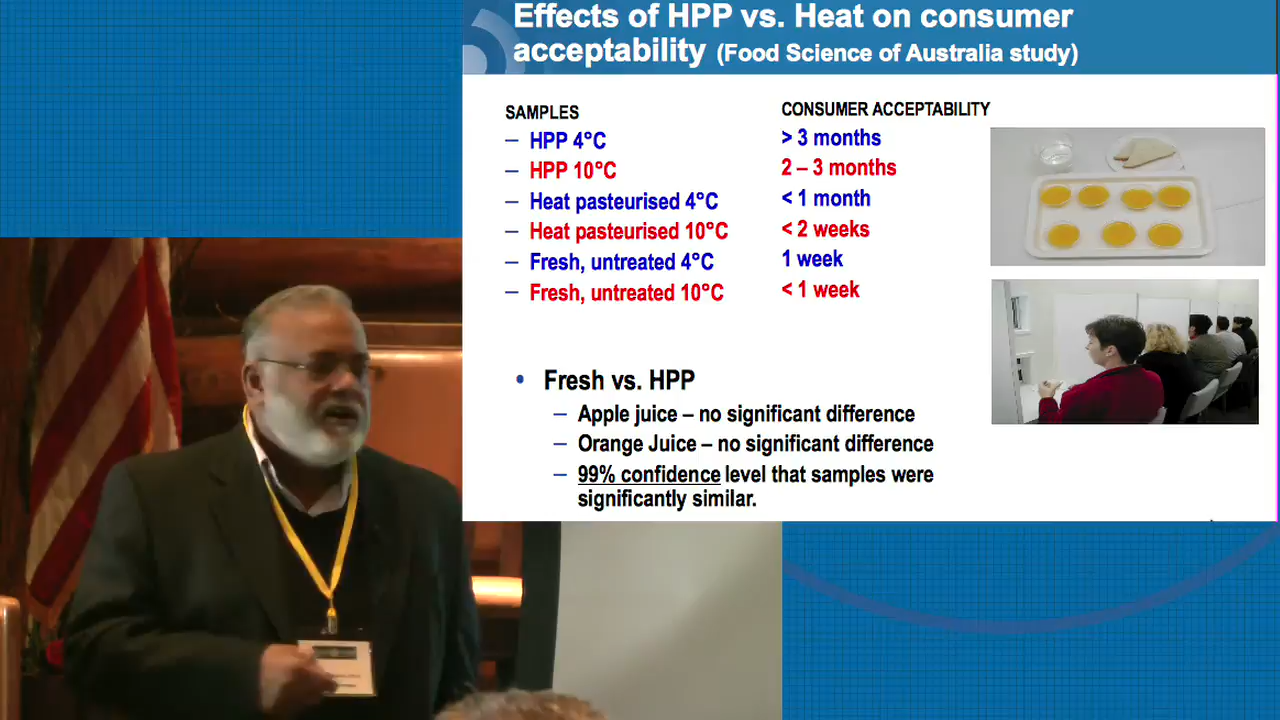 Effects of HPP vs. Heat on consumer
acceptability (Food Science of Australia study)
SAMPLES
CONSUMER ACCEPTABILITY
– HPP 4°C
> 3 months
– HPP 10°C
2 – 3 months
– Heat pasteurised 4°C
< 1 month
– Heat pasteurised 10°C
< 2 weeks
– Fresh, untreated 4°C
1 week
– Fresh, untreated 10°C
< 1 week
• Fresh vs. HPP
– Apple juice – no significant difference
– Orange Juice – no significant difference
– 99% confidence level that samples were
significantly similar.